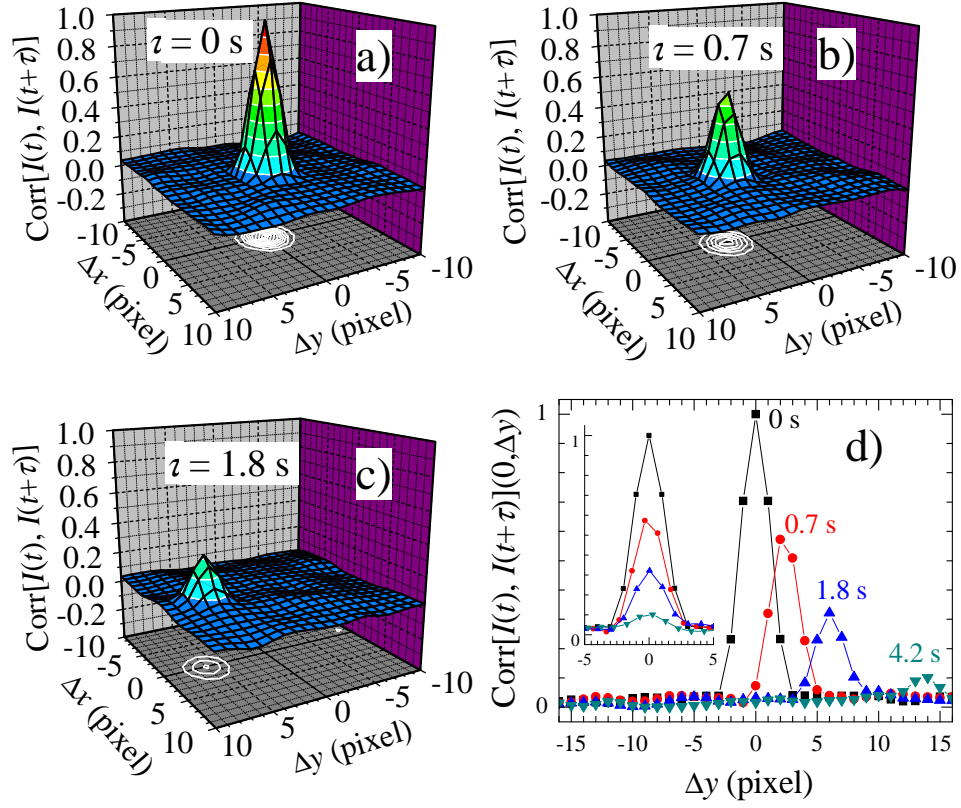 1.0
0.8
0.6
0.4
0.2
0.0
-0.2
Corr[I(t), I(t+τ)]
τ = 0 s
a)
-10
-5
0
5
10
Δx (pixel)
10
5
0
-10
Δy (pixel)
1.0
0.8
0.6
0.4
0.2
0.0
-0.2
Corr[I(t), I(t+τ)]
τ = 0.7 s
b)
-10
-5
0
5
10
Δx (pixel)
10
5
0
-10
Δy (pixel)
1.0
0.8
0.6
0.4
0.2
0.0
-0.2
Corr[I(t), I(t+τ)]
τ = 1.8 s
c)
-10
-5
0
5
10
Δx (pixel)
10
5
0
-10
Δy (pixel)
Corr[I(t), I(t+τ)](0,Δy)
1
0
0 s
d)
0.7 s
1.8 s
4.2 s
1
0
-5 0 5
-15 -10 -5 0 5 10 15
Δy (pixel)